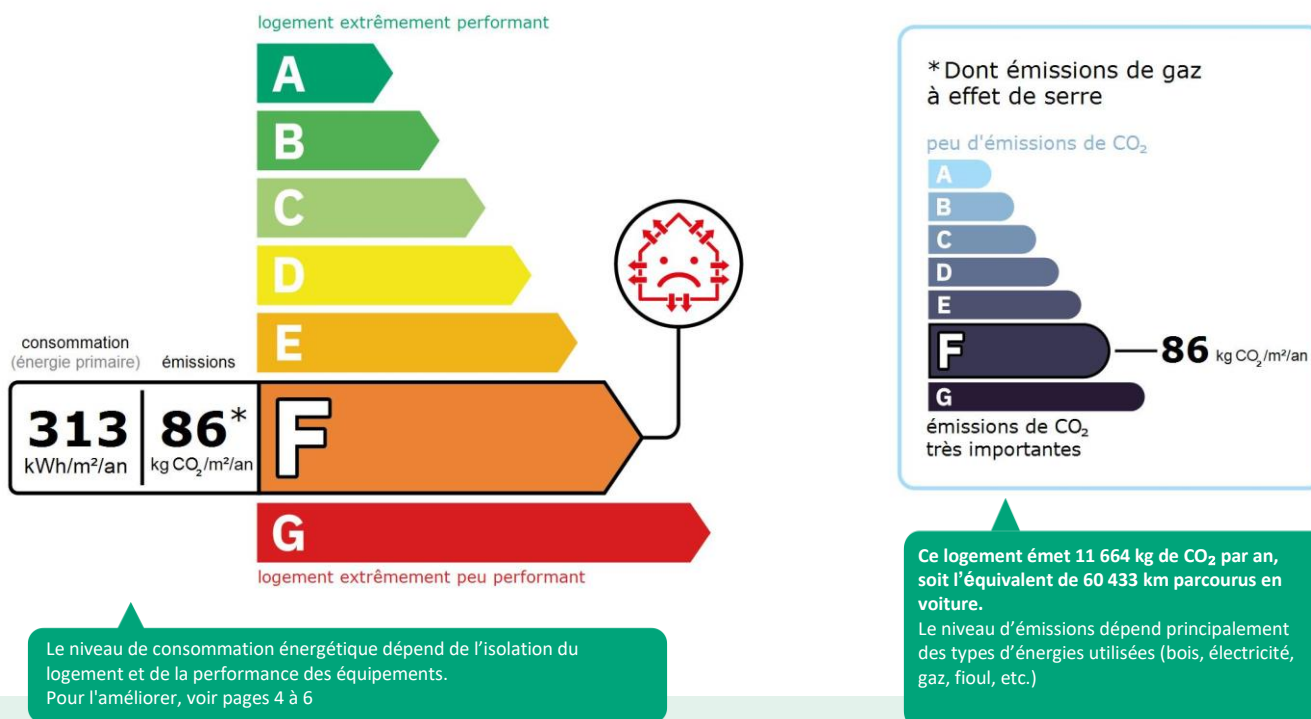 logement extrêmement performant
A
B
C
D
E
consommation
(énergie primaire)
émissions
313
kWh/m²/an
86*
kg CO₂/m²/an
F
G
logement extrêmement peu performant
Le niveau de consommation énergétique dépend de l’isolation du
logement et de la performance des équipements.
Pour l'améliorer, voir pages 4 à 6
*Dont émissions de gaz
à effet de serre
peu d'émissions de CO₂
A
B
C
D
E
F
86 kg CO₂/m²/an
G
émissions de CO₂
très importantes
Ce logement émet 11 664 kg de CO₂ par an,
soit l’équivalent de 60 433 km parcourus en
voiture.
Le niveau d’émissions dépend principalement
des types d’énergies utilisées (bois, électricité,
gaz, fioul, etc.)